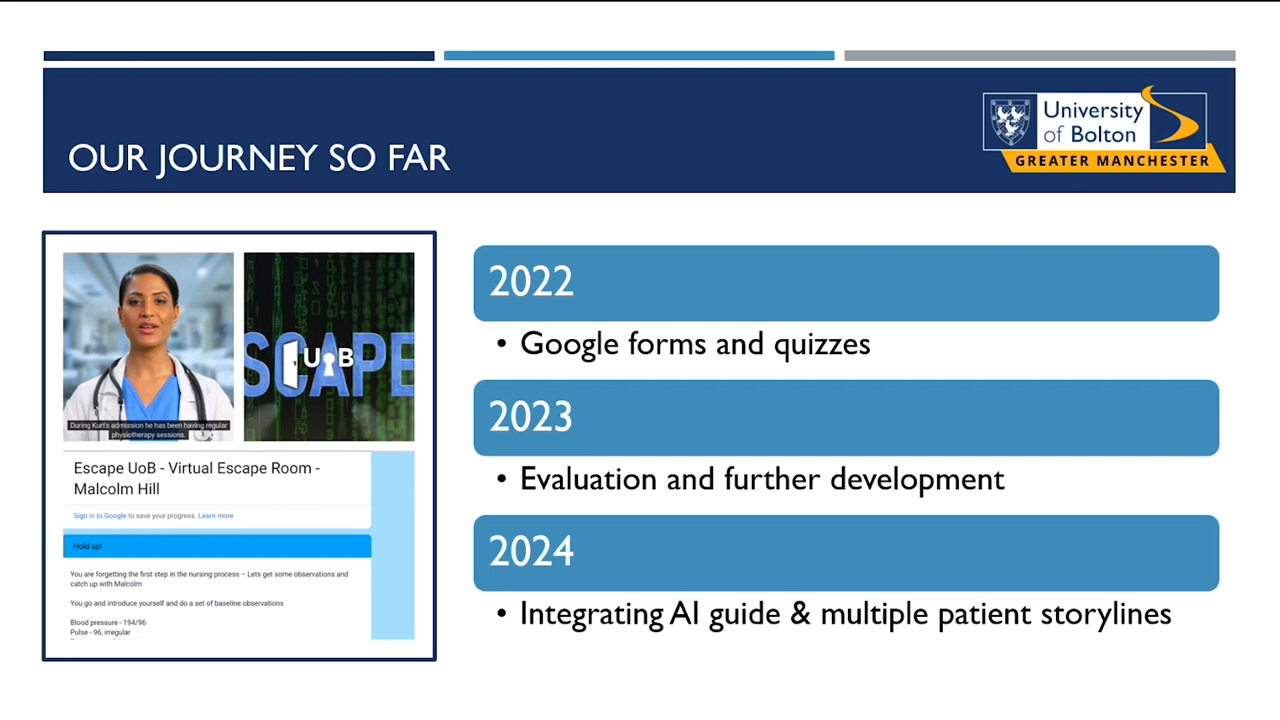 OUR JOURNEY SO FAR
University
of Bolton
GREATER MANCHESTER
During Kurt's admission he has been having regular
physiotherapy sessions.
SCAPE
UoB
Escape UoB - Virtual Escape Room -
Malcolm Hill
Sign in to Google to save your progress. Learn more
Hold up!
You are forgetting the first step in the nursing process – Lets get some observations and
catch up with Malcolm
You go and introduce yourself and do a set of baseline observations
Blood pressure - 194/96
Pulse - 96, irregular
2022
• Google forms and quizzes
2023
• Evaluation and further development
2024
• Integrating AI guide & multiple patient storylines